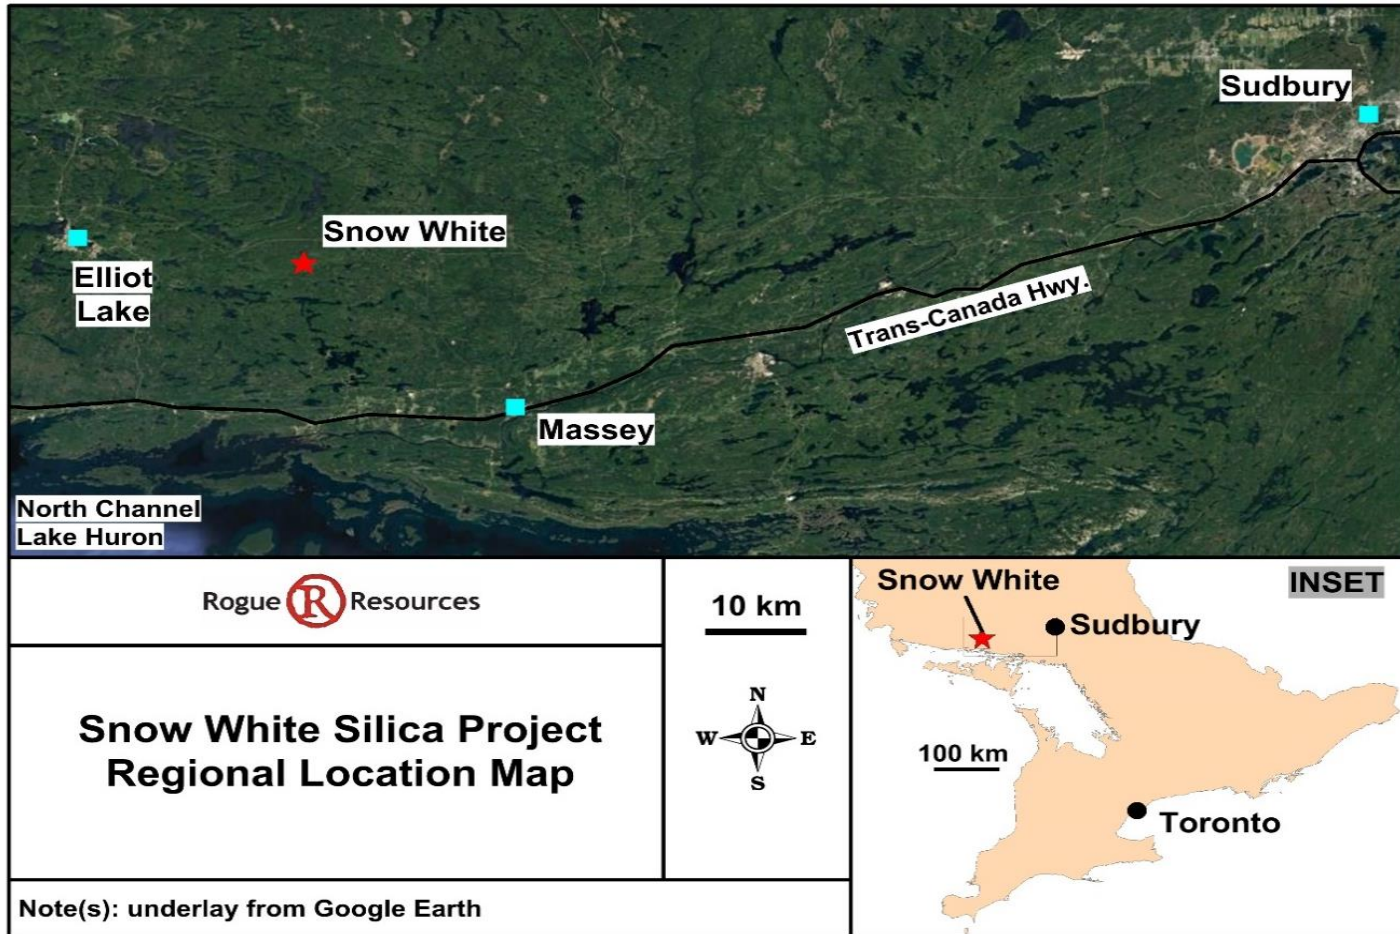 Sudbury
Snow White
Elliot
Lake
Trans-Canada Hwy.
Massey
North Channel
Lake Huron
Rogue R Resources
10 km
N
W E
S
Snow White Silica Project
Regional Location Map
Note(s): underlay from Google Earth
INSET
Snow White
Sudbury
100 km
Toronto